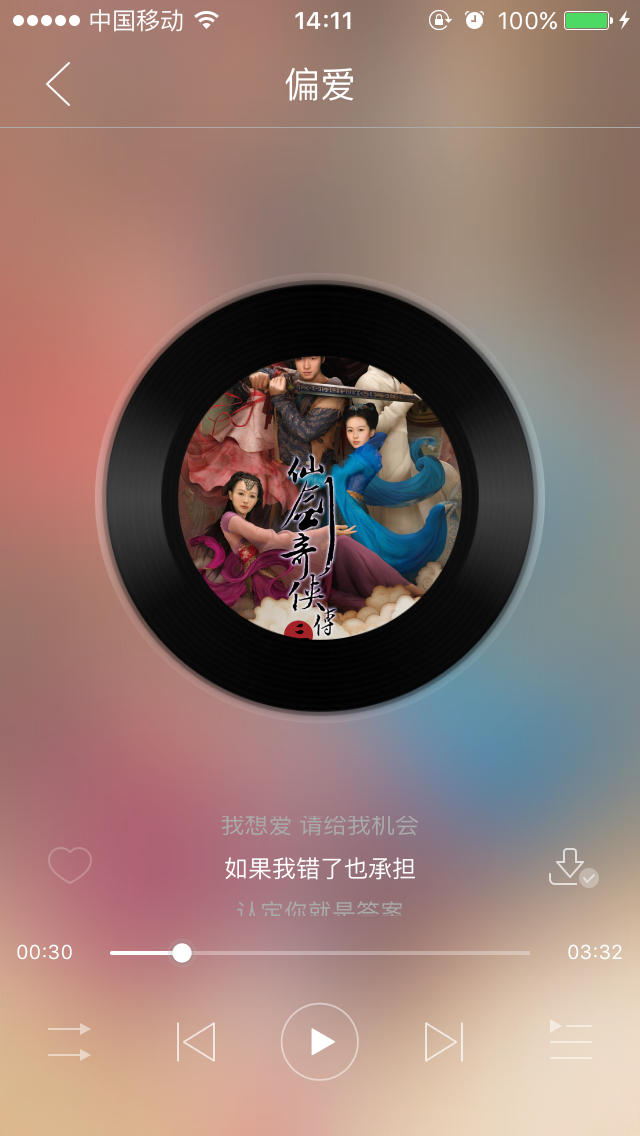 中国移动 14:11 100%
偏爱
仙剑奇侠传
三
我想爱 请给我机会
如果我错了也承担
认定你就是答案
00:30 03:32